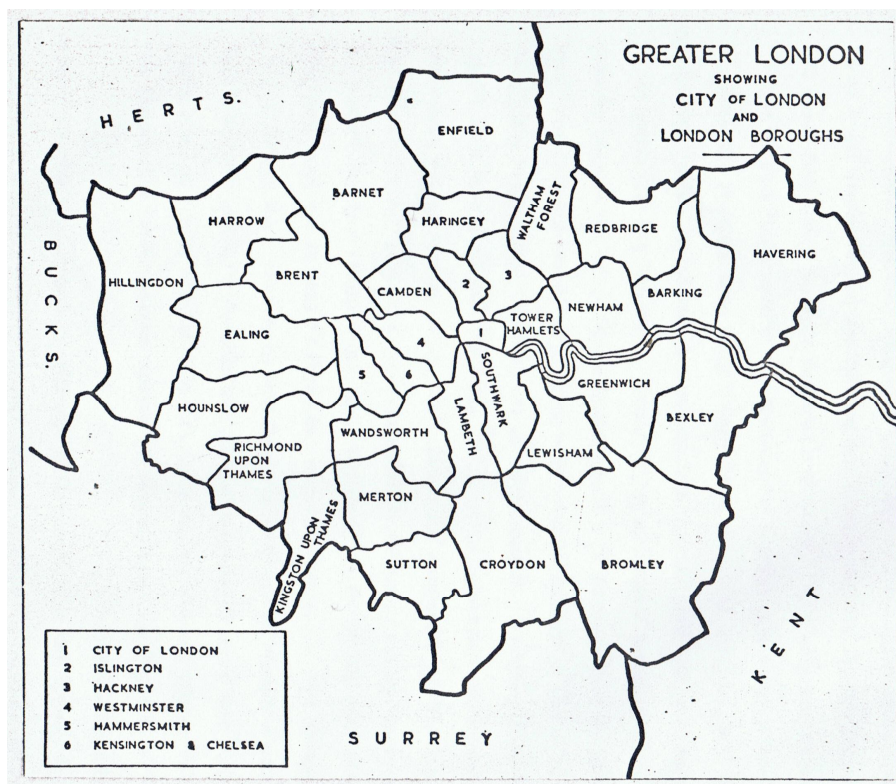 GREATER LONDON
SHOWING
CITY OF LONDON
AND
LONDON BOROUGHS
HERTS.
BUCKS.
ENFIELD
BARNET
HARROW
HARINGEY
WALTHAM
FOREST
REDBRIDGE
HAVERING
HILLINGDON
BRENT
CAMDEN
2
3
NEWHAM
BARKING
EALING
4
1
TOWER
HAMLETS
5
6
SOUTHWARK
GREENWICH
BEXLEY
HOUNSLOW
RICHMOND
UPON
THAMES
WANDSWORTH
LAMBETH
LEWISHAM
MERTON
KINGSTON UPON
THAMES
SUTTON
CROYDON
BROMLEY
KENT
SURREY
1 CITY OF LONDON
2 ISLINGTON
3 HACKNEY
4 WESTMINSTER
5 HAMMERSMITH
6 KENSINGTON & CHELSEA